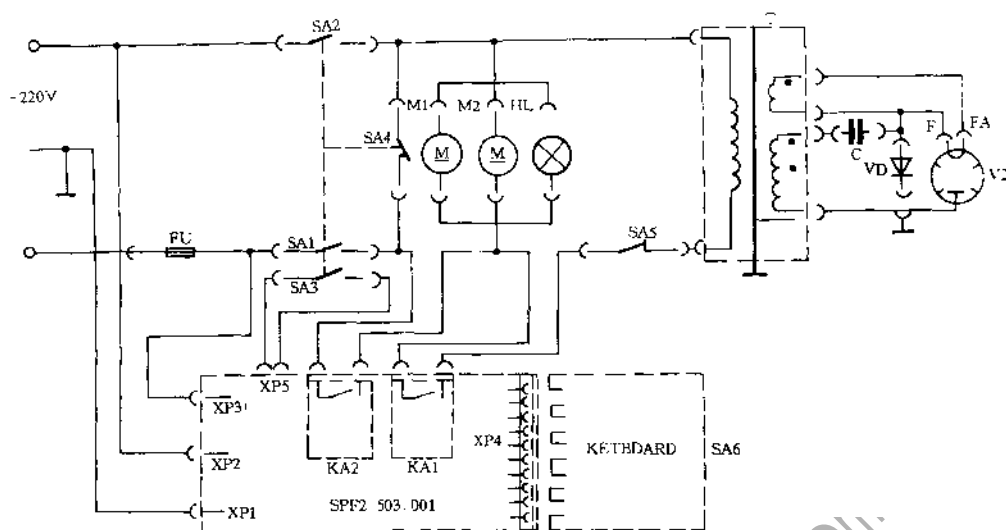 SA2
~220V
M1
M2
HL
SA4
M
M
C
VD
F
FA
V2
FU
SA1
SA3
SA5
XP5
XP3
XP2
XP1
KA2
KA1
XP4
KETBDARD
SA6
SPF2 503.001